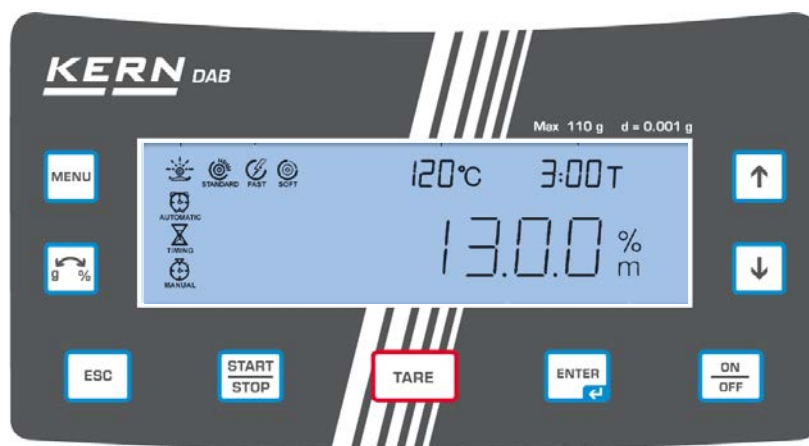 KERN DAB
Max 110 g d = 0.001 g
MENU
STANDARD FAST SOFT
120°C 3:00T
AUTOMATIC
TIMING
13.0.0 % m
g %
MANUAL
ESC
START
STOP
TARE
ENTER
ON
OFF